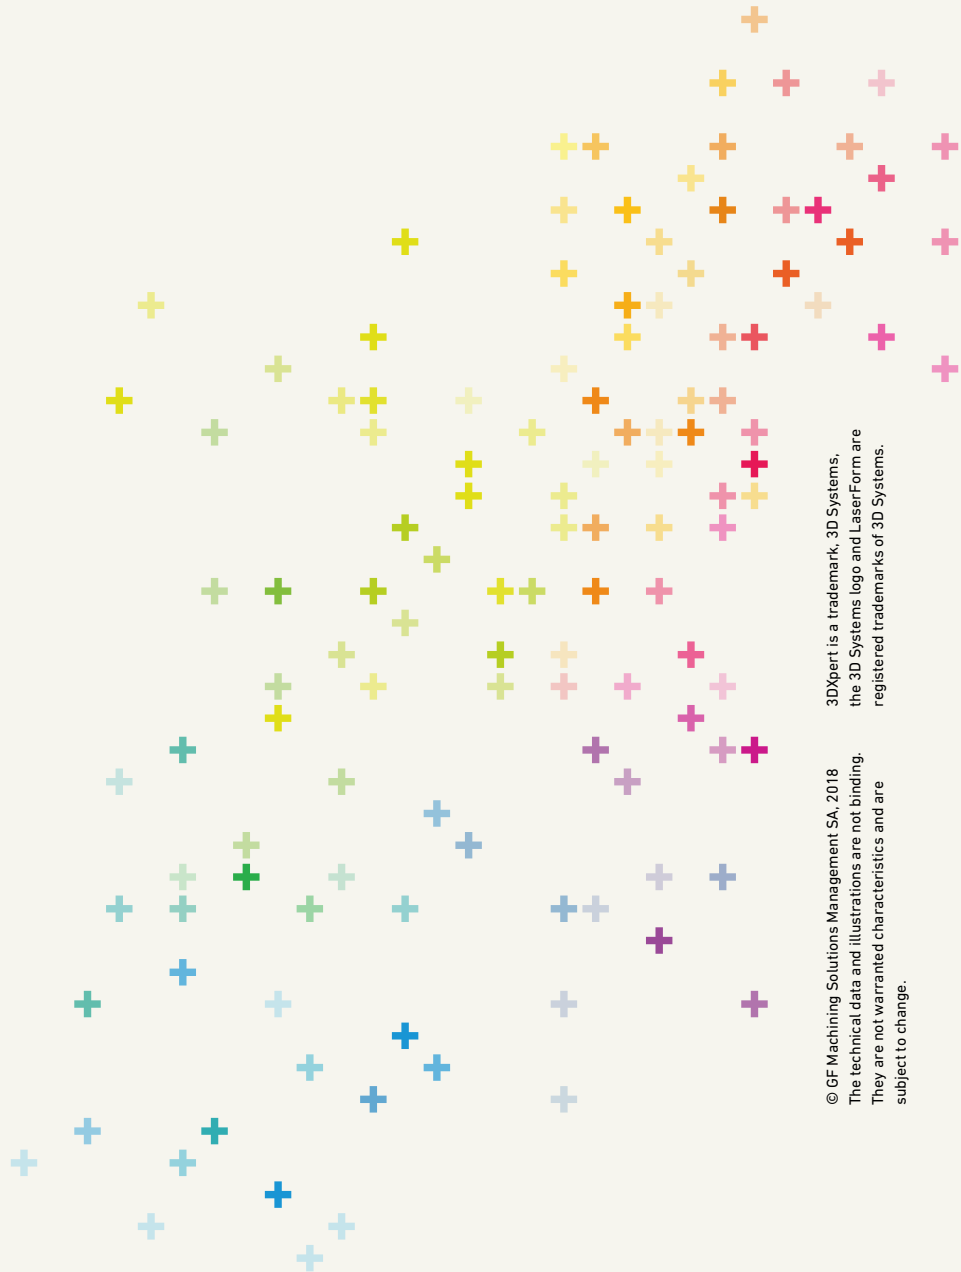 © GF Machining Solutions Management SA, 2018
The technical data and illustrations are not binding.
They are not warranted characteristics and are
subject to change.
3DXpert is a trademark, 3D Systems,
the 3D Systems logo and LaserForm are
registered trademarks of 3D Systems.